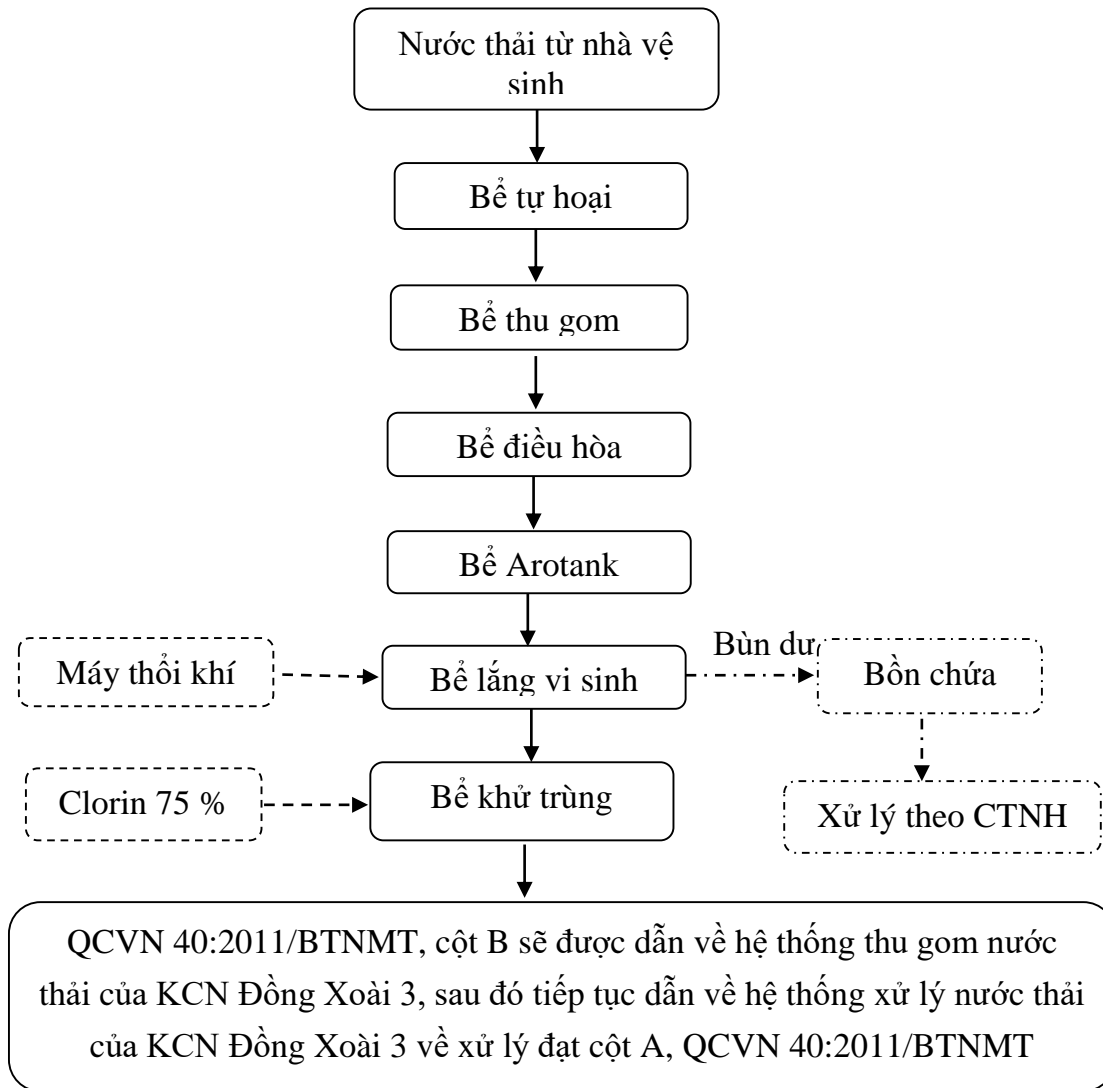 Nước thải từ nhà vệ
sinh
Bể tự hoại
Bể thu gom
Bể điều hòa
Bể Arotank
Máy thổi khí
Bể lắng vi sinh
Bùn dư
Bồn chứa
Clorin 75 %
Bể khử trùng
Xử lý theo CTNH
QCVN 40:2011/BTNMT, cột B sẽ được dẫn về hệ thống thu gom nước
thải của KCN Đồng Xoài 3, sau đó tiếp tục dẫn về hệ thống xử lý nước thải
của KCN Đồng Xoài 3 về xử lý đạt cột A, QCVN 40:2011/BTNMT